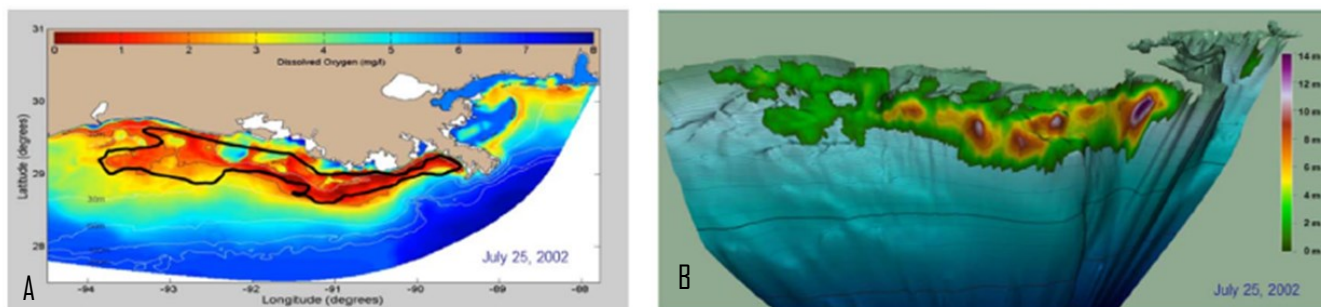 31
30
29
28
Latitude (degrees)
0 1 2 3 4 5 6 7 8
Dissolved Oxygen (mg/l)
30m
July 25, 2002
-94 -93 -92 -91 -90 -89 -88
Longitude (degrees)
A
14 m
12 m
10 m
8 m
6 m
4 m
2 m
0 m
July 25, 2002
B